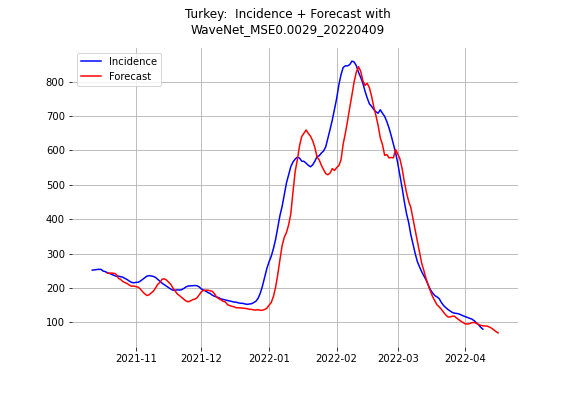 Turkey:  Incidence + Forecast with
WaveNet_MSE0.0029_20220409
Incidence
Forecast
800
700
600
500
400
300
200
100
2021-11 2021-12 2022-01 2022-02 2022-03 2022-04